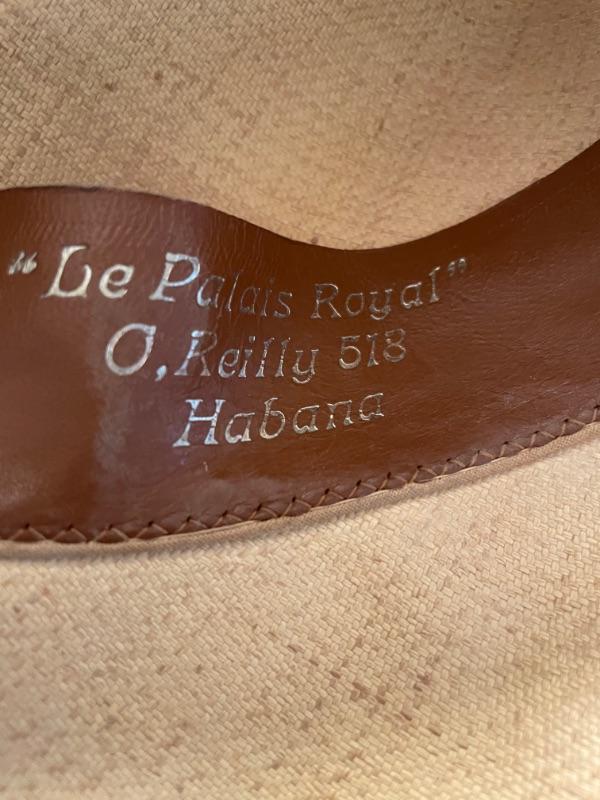 “Le Palais Royal”
O,Reilly 518
Habana